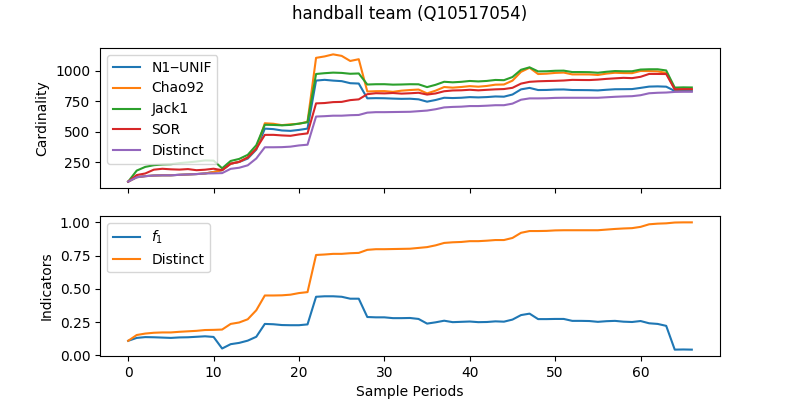 handball team (Q10517054)
Cardinality
1000
750
500
250
N1−UNIF
Chao92
Jack1
SOR
Distinct
Indicators
1.00
0.75
0.50
0.25
0.00
f1
Distinct
0 10 20 30 40 50 60
Sample Periods